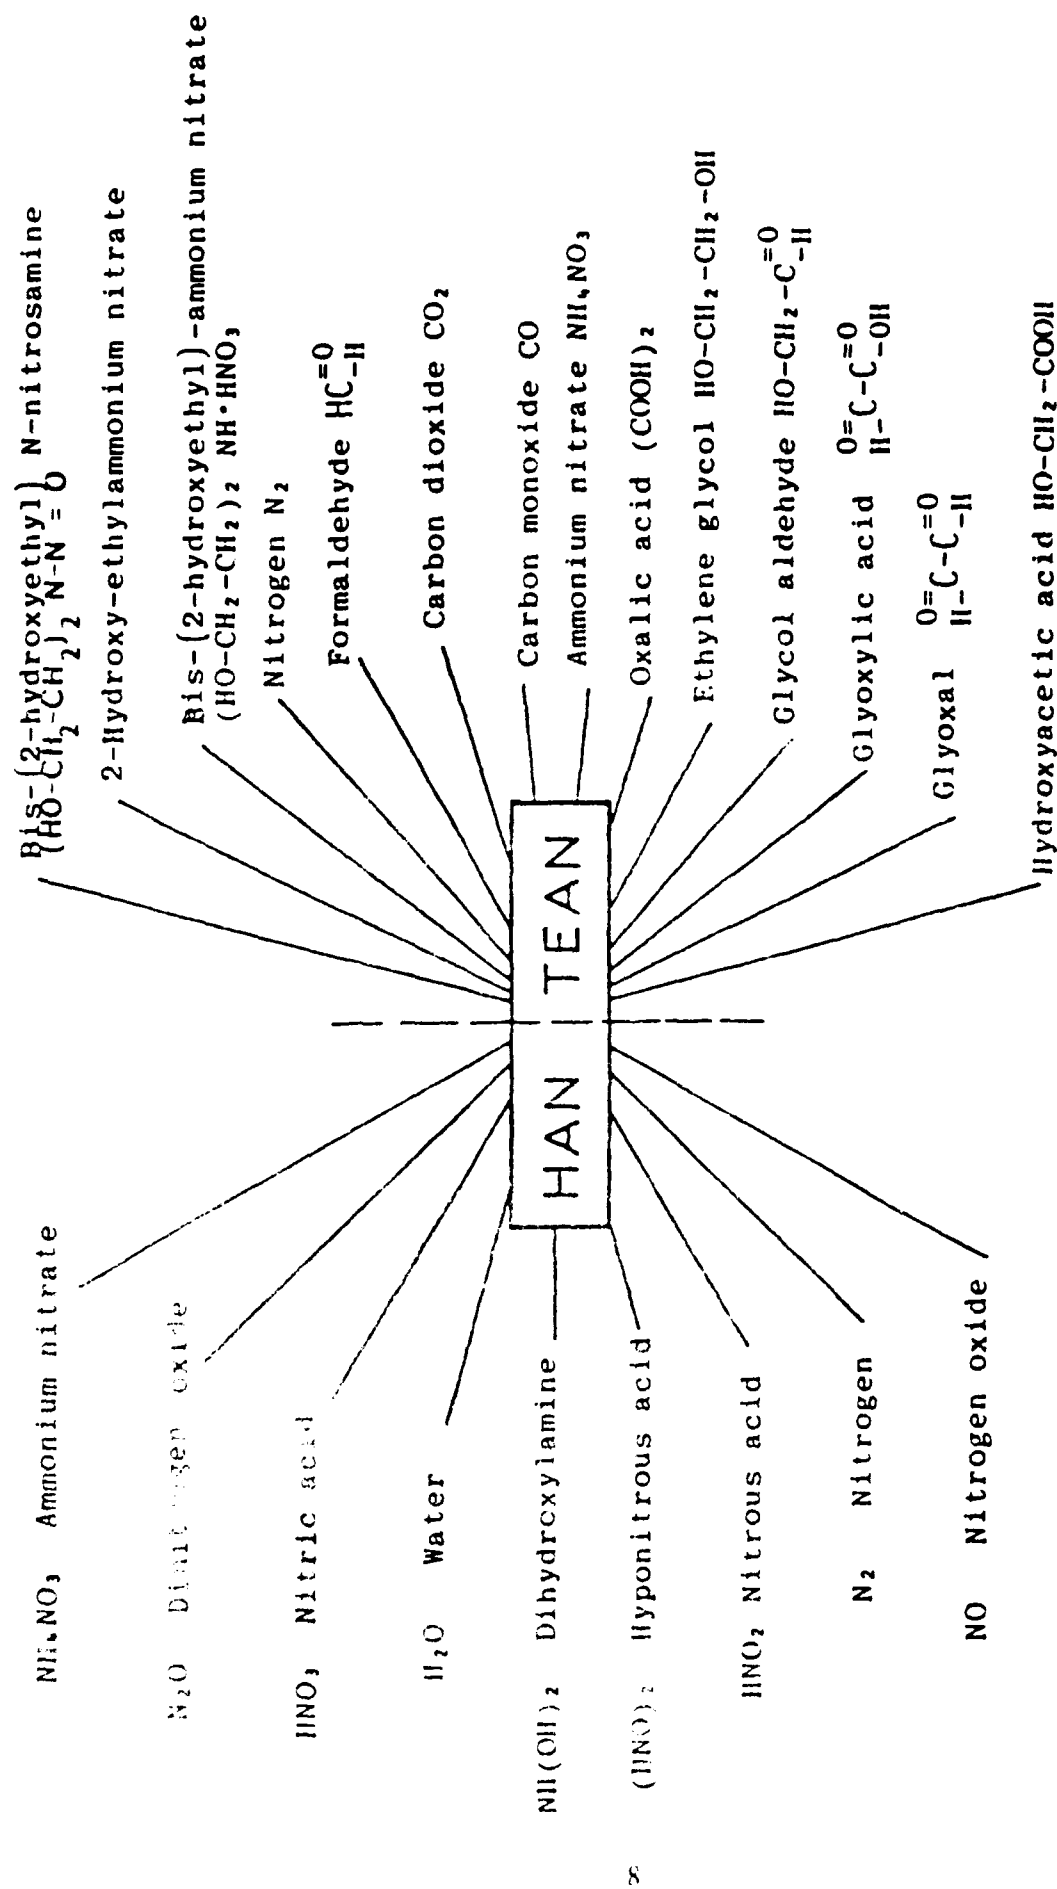 NH₄NO₃ Ammonium nitrate
N₂O Dinitrogen oxide
HNO₃ Nitric acid
H₂O Water
NH(OH)₂ Dihydroxylamine
(HNO)₂ Hyponitrous acid
HNO₂ Nitrous acid
N₂ Nitrogen
NO Nitrogen oxide
HAN TEAN
Bis-(2-hydroxyethyl) N-nitrosamine
(HO-CH₂-CH₂)₂ N-N=O
2-Hydroxy-ethylammonium nitrate
Bis-(2-hydroxyethyl)-ammonium nitrate
(HO-CH₂-CH₂)₂ NH·HNO₃
Nitrogen N₂
Formaldehyde HC=O-H
Carbon dioxide CO₂
Carbon monoxide CO
Ammonium nitrate NH₄NO₃
Oxalic acid (COOH)₂
Ethylene glycol HO-CH₂-CH₂-OH
Glycol aldehyde HO-CH₂-C=O-H
Glyoxylic acid O=H-C-C=O-OH
Glyoxal O=H-C-C=O-H
Hydroxyacetic acid HO-CH₂-COOH
8